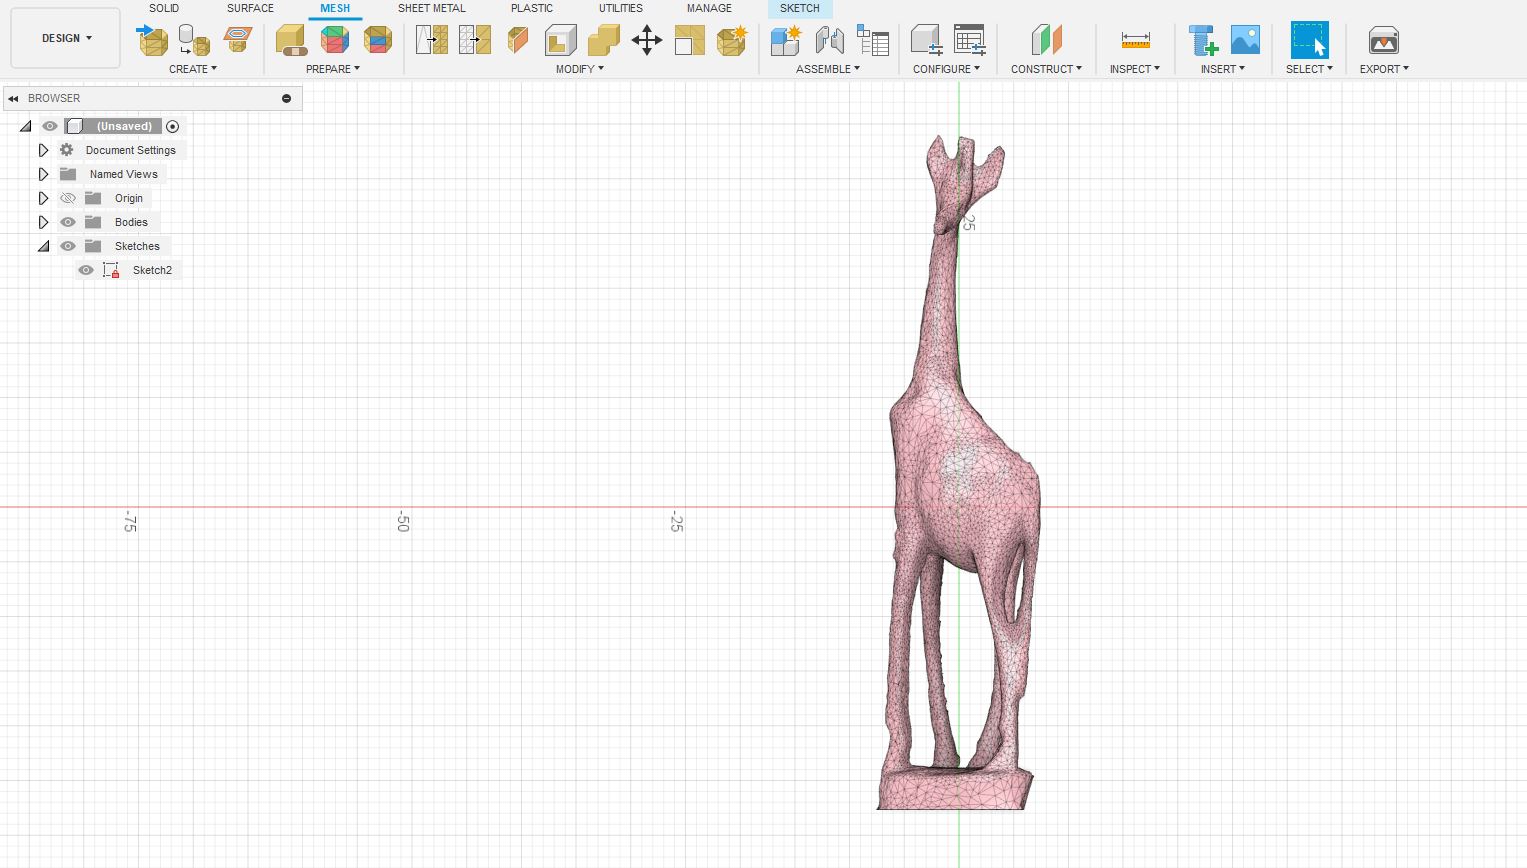 SOLID SURFACE MESH SHEET METAL PLASTIC UTILITIES MANAGE SKETCH
DESIGN
CREATE PREPARE MODIFY ASSEMBLE CONFIGURE CONSTRUCT INSPECT INSERT SELECT EXPORT
BROWSER
(Unsaved)
Document Settings
Named Views
Origin
Bodies
Sketches
Sketch2
25
-75
-50
-25